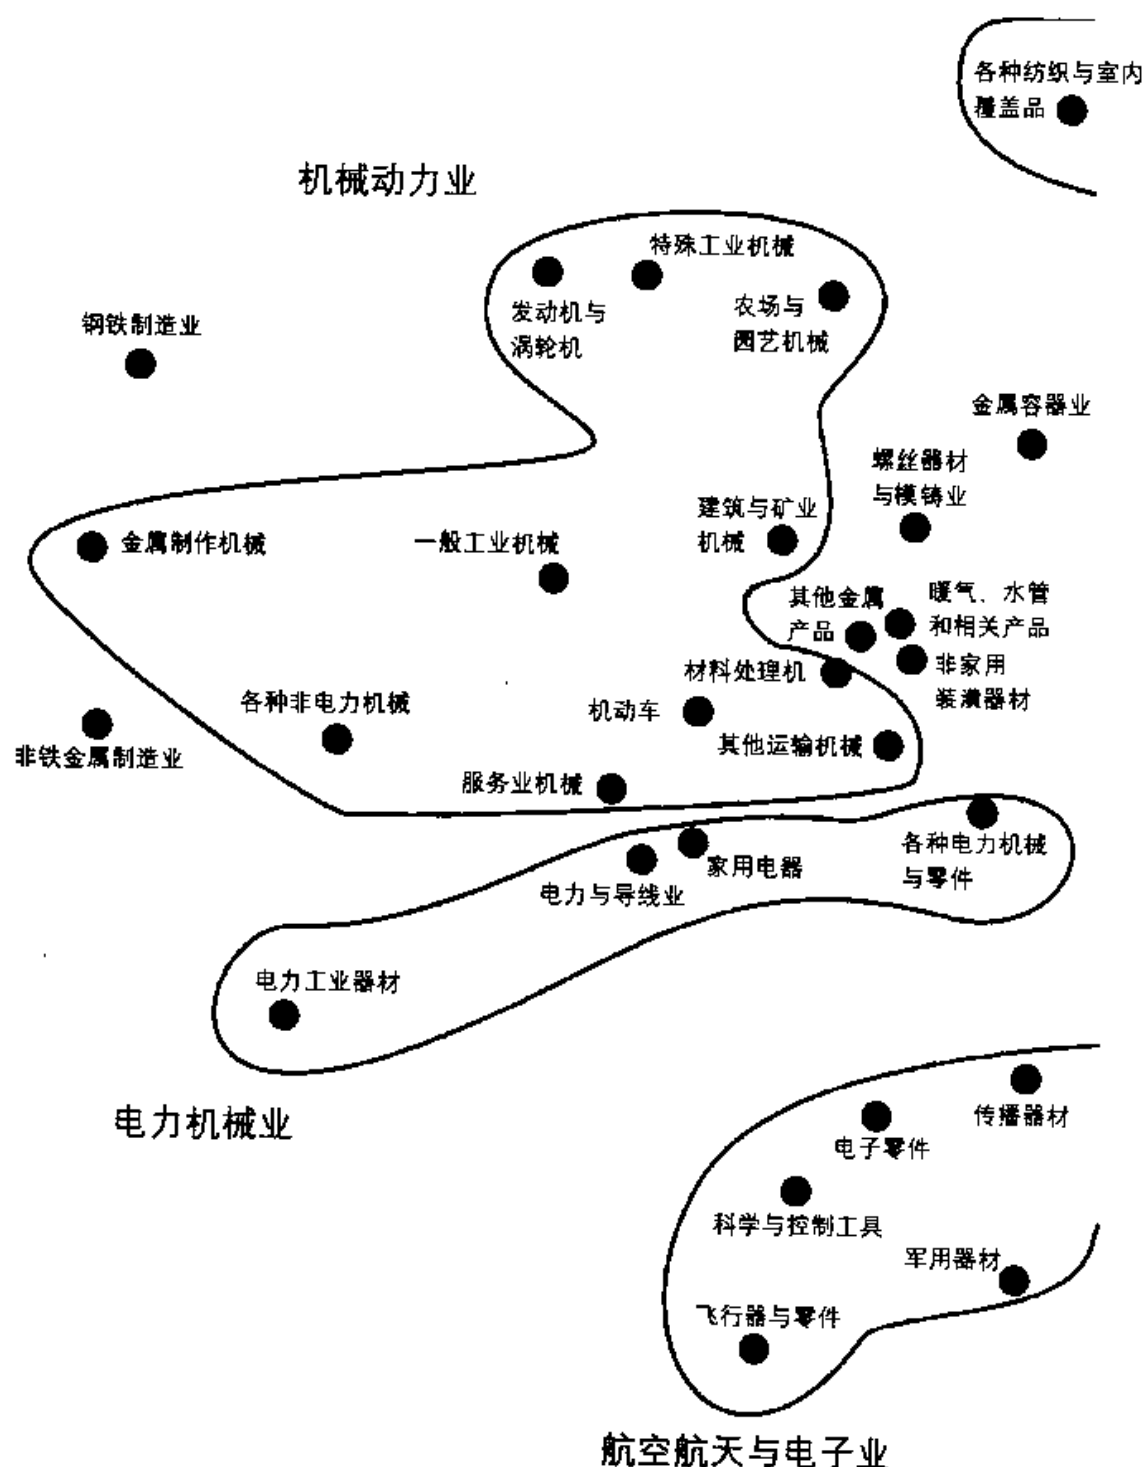 各种纺织与室内
覆盖品
机械动力业
特殊工业机械
发动机与
涡轮机
农场与
园艺机械
钢铁制造业
金属容器业
螺丝器材
与模铸业
建筑与矿业
机械
金属制作机械
一般工业机械
其他金属
产品
暖气、水管
和相关产品
非家用
装潢器材
材料处理机
各种非电力机械
机动车
其他运输机械
非铁金属制造业
服务业机械
家用电器
电力与导线业
各种电力机械
与零件
电力工业器材
电力机械业
传播器材
电子零件
科学与控制工具
军用器材
飞行器与零件
航空航天与电子业